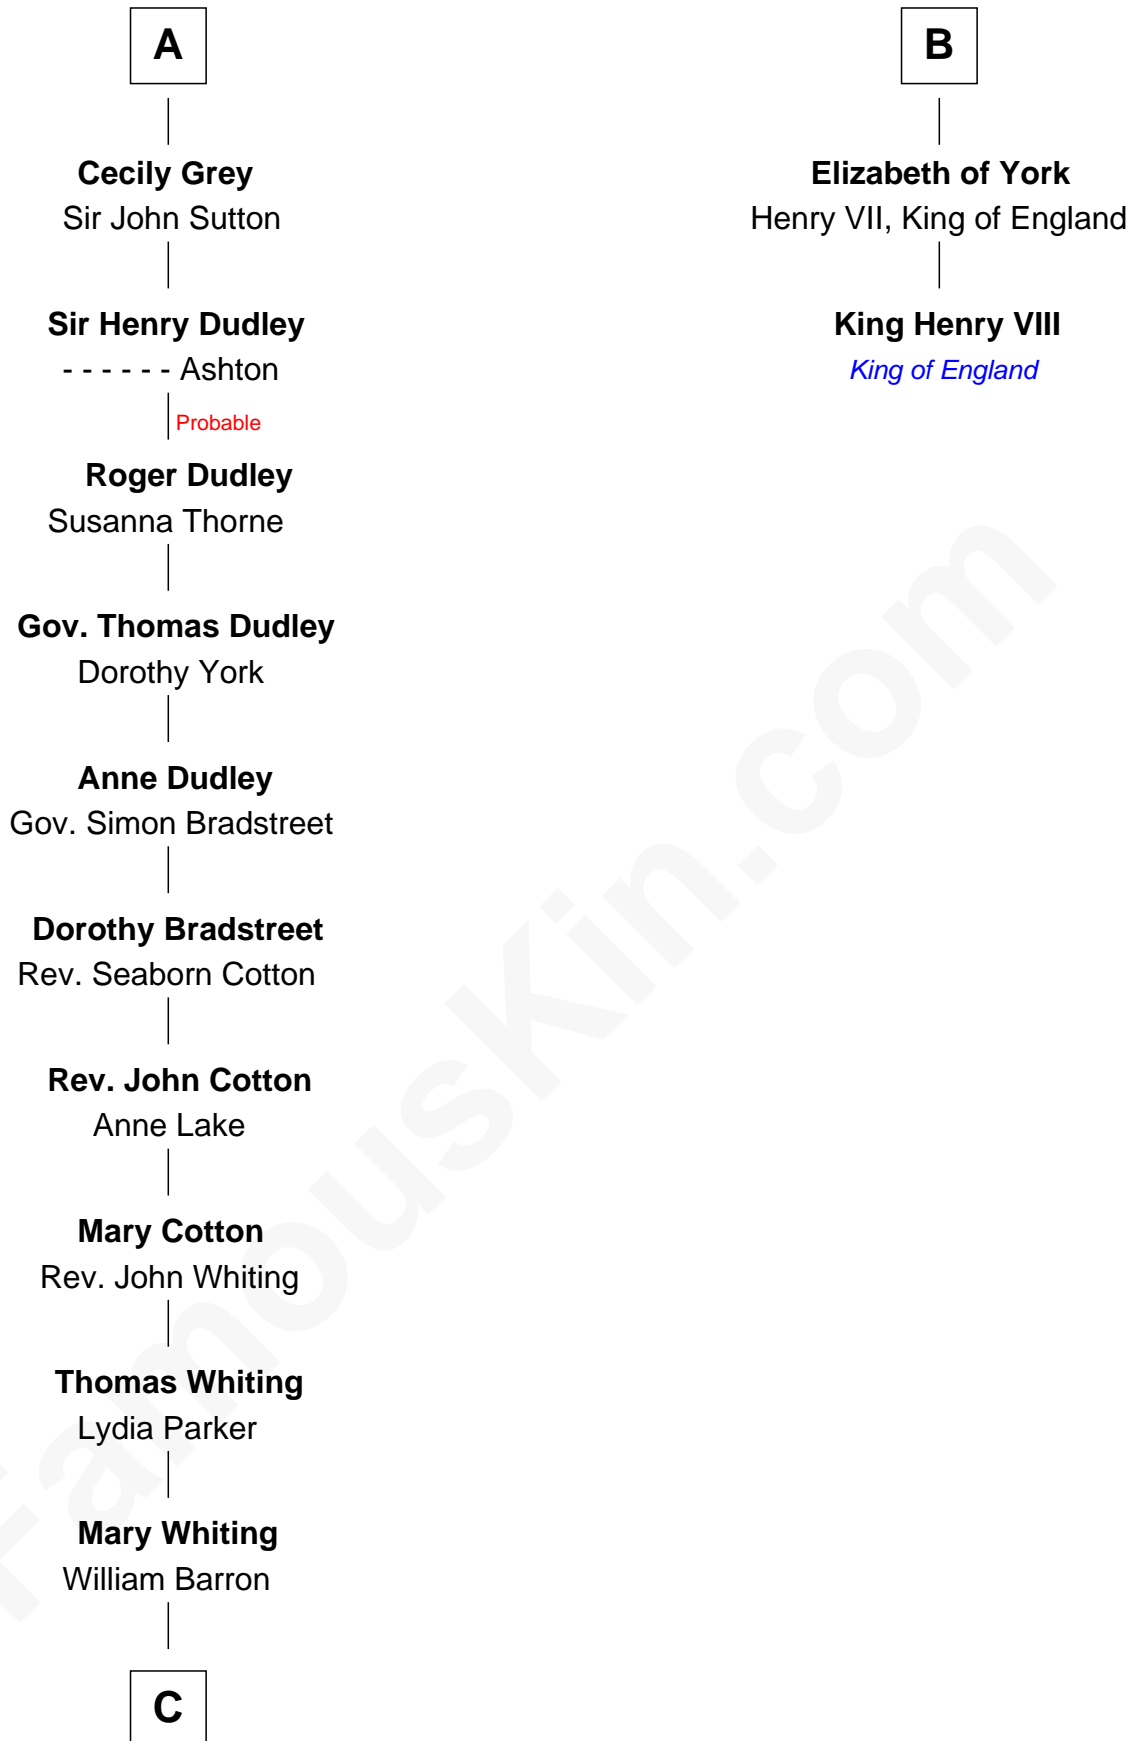 A
B
Cecily Grey
Sir John Sutton
Elizabeth of York
Henry VII, King of England
Sir Henry Dudley
- - - - - - Ashton
King Henry VIII
King of England
Probable
Roger Dudley
Susanna Thorne
Gov. Thomas Dudley
Dorothy York
Anne Dudley
Gov. Simon Bradstreet
Dorothy Bradstreet
Rev. Seaborn Cotton
Rev. John Cotton
Anne Lake
Mary Cotton
Rev. John Whiting
Thomas Whiting
Lydia Parker
Mary Whiting
William Barron
C
FamousKin.com